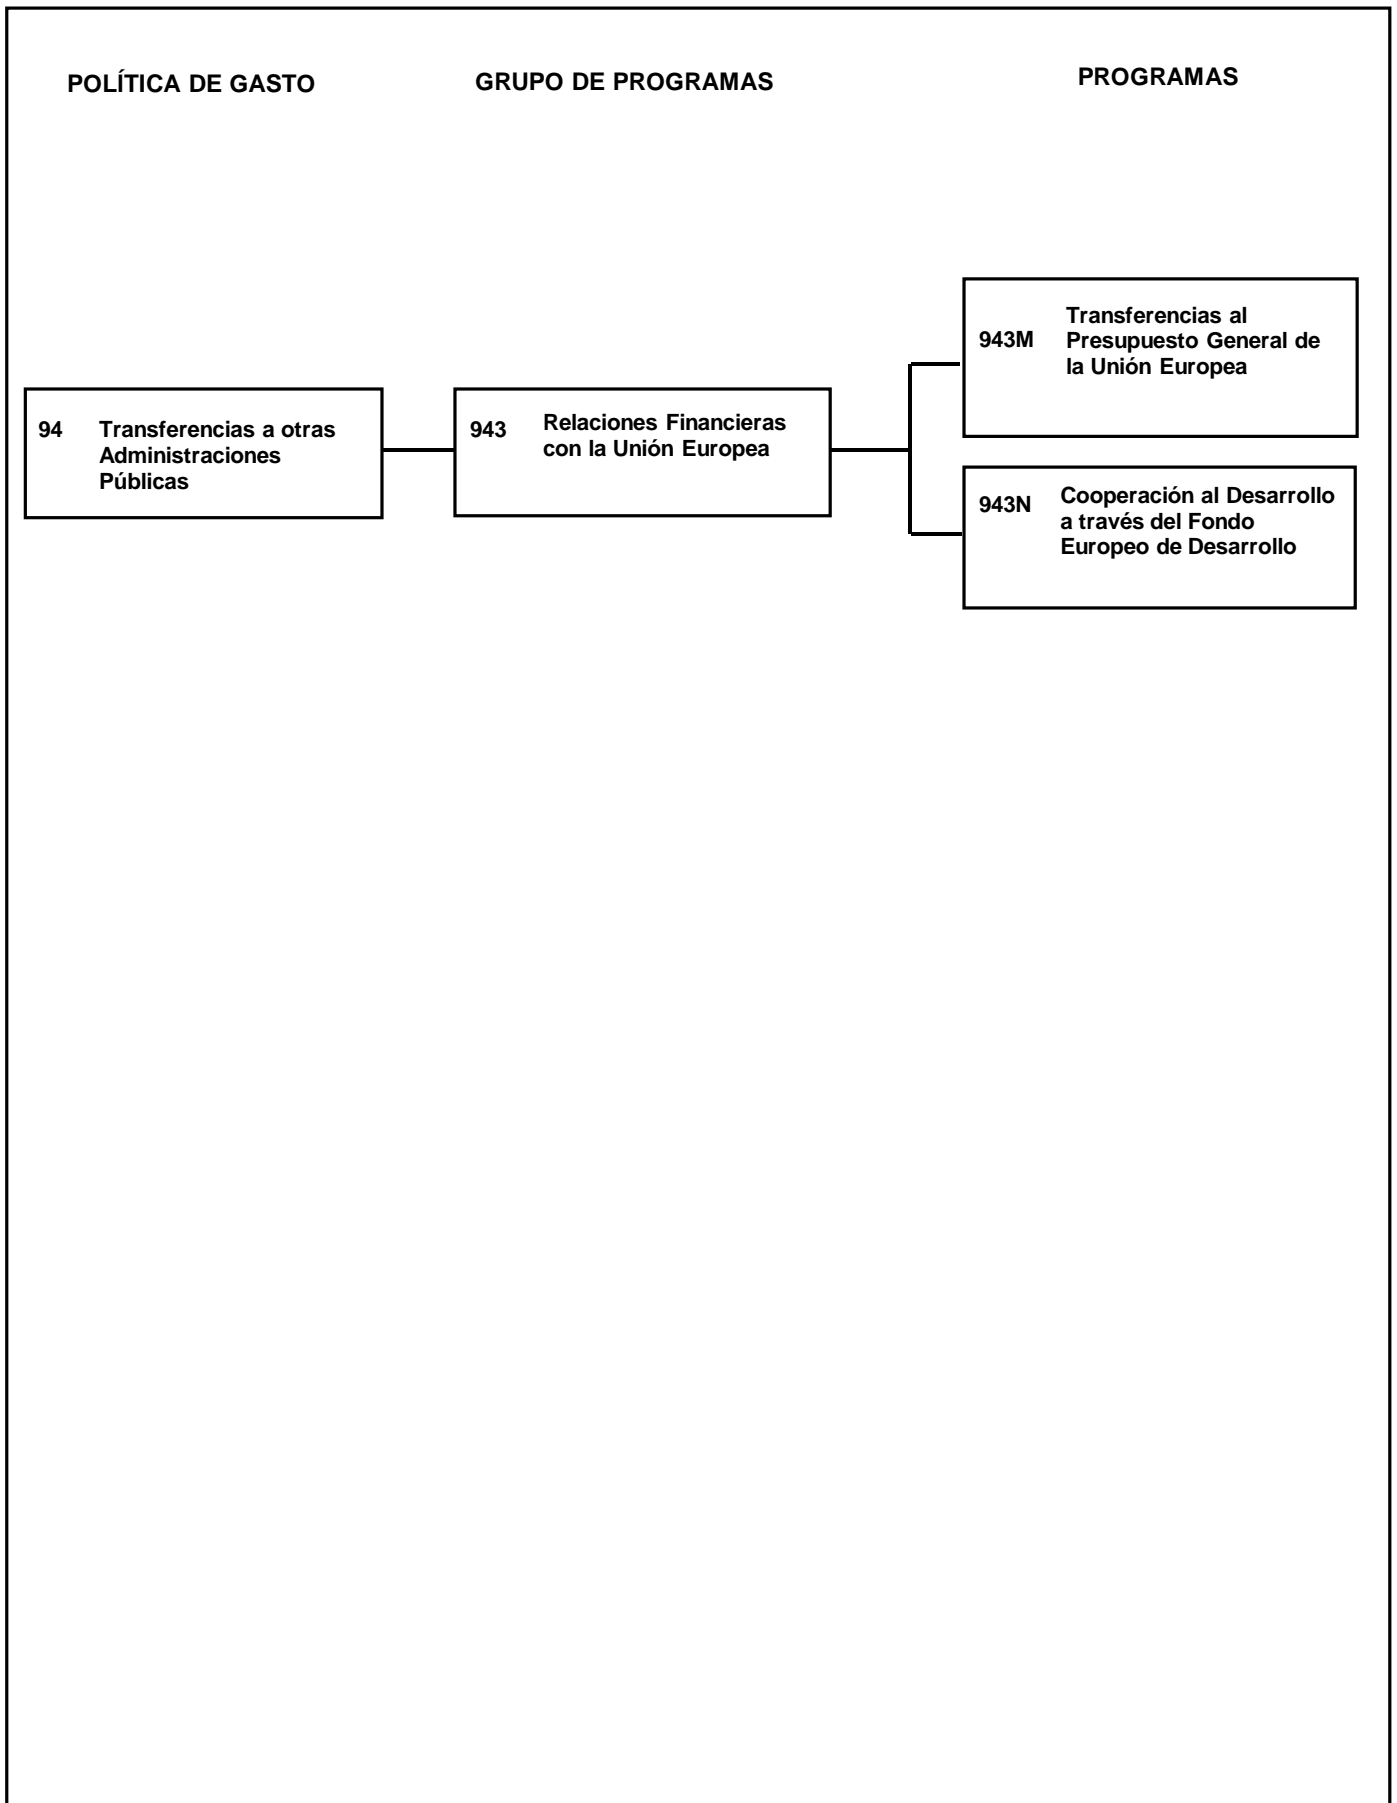 POLÍTICA DE GASTO
GRUPO DE PROGRAMAS
PROGRAMAS
94 Transferencias a otras
Administraciones
Públicas
943 Relaciones Financieras
con la Unión Europea
943M Transferencias al
Presupuesto General de
la Unión Europea
943N Cooperación al Desarrollo
a través del Fondo
Europeo de Desarrollo